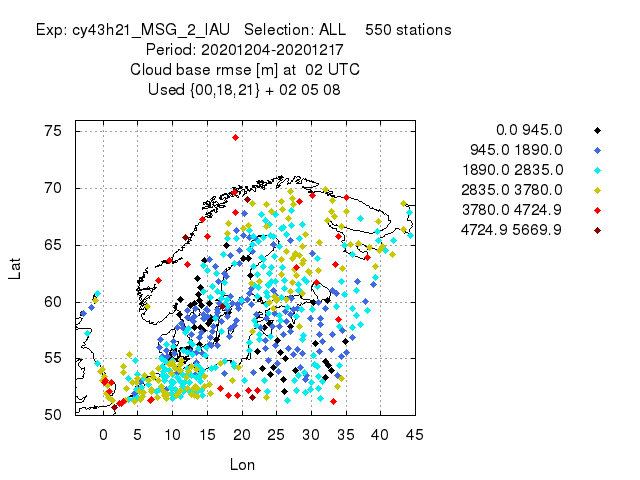 Exp: cy43h21_MSG_2_IAU   Selection: ALL    550 stations
Period: 20201204-20201217
Cloud base rmse [m] at  02 UTC
Used {00,18,21} + 02 05 08
0.0 945.0
945.0 1890.0
1890.0 2835.0
2835.0 3780.0
3780.0 4724.9
4724.9 5669.9
75
70
65
60
55
50
Lat
0 5 10 15 20 25 30 35 40 45
Lon